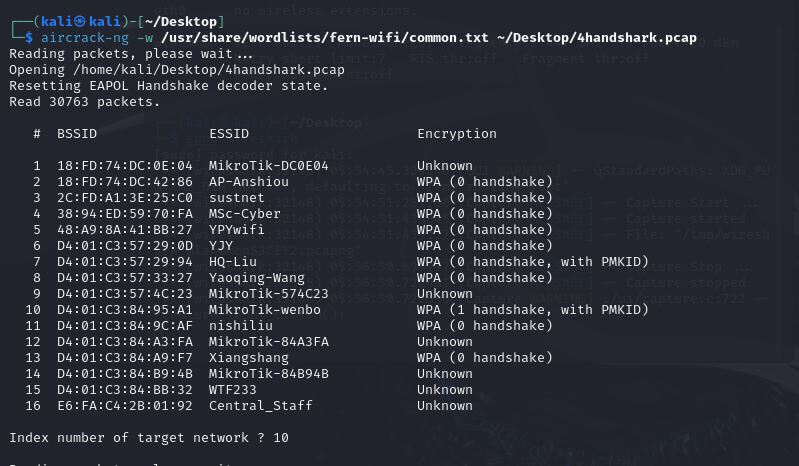 eth0 no wireless extensions.
┌──(kali㉿kali)-[~/Desktop]
└─$ aircrack-ng -w /usr/share/wordlists/fern-wifi/common.txt ~/Desktop/4handshark.pcap
Reading packets, please wait...
Opening /home/kali/Desktop/4handshark.pcap
Resetting EAPOL Handshake decoder state.
Read 30763 packets.
# BSSID ESSID Encryption
1 18:FD:74:DC:0E:04 MikroTik-DC0E04 Unknown
2 18:FD:74:DC:42:86 AP-Anshiou WPA (0 handshake)
3 2C:FD:A1:3E:25:C0 sustnet WPA (0 handshake)
4 38:94:ED:59:70:FA MSc-Cyber WPA (0 handshake)
5 48:A9:8A:41:BB:27 YPYwifi WPA (0 handshake)
6 D4:01:C3:57:29:0D YJY WPA (0 handshake)
7 D4:01:C3:57:29:94 HQ-Liu WPA (0 handshake, with PMKID)
8 D4:01:C3:57:33:27 Yaoqing-Wang WPA (0 handshake)
9 D4:01:C3:57:4C:23 MikroTik-574C23 Unknown
10 D4:01:C3:84:95:A1 MikroTik-wenbo WPA (1 handshake, with PMKID)
11 D4:01:C3:84:9C:AF nishiliu WPA (0 handshake)
12 D4:01:C3:84:A3:FA MikroTik-84A3FA Unknown
13 D4:01:C3:84:A9:F7 Xiangshang WPA (0 handshake)
14 D4:01:C3:84:B9:4B MikroTik-84B94B Unknown
15 D4:01:C3:84:BB:32 WTF233 Unknown
16 E6:FA:C4:2B:01:92 Central_Staff Unknown
Index number of target network ? 10